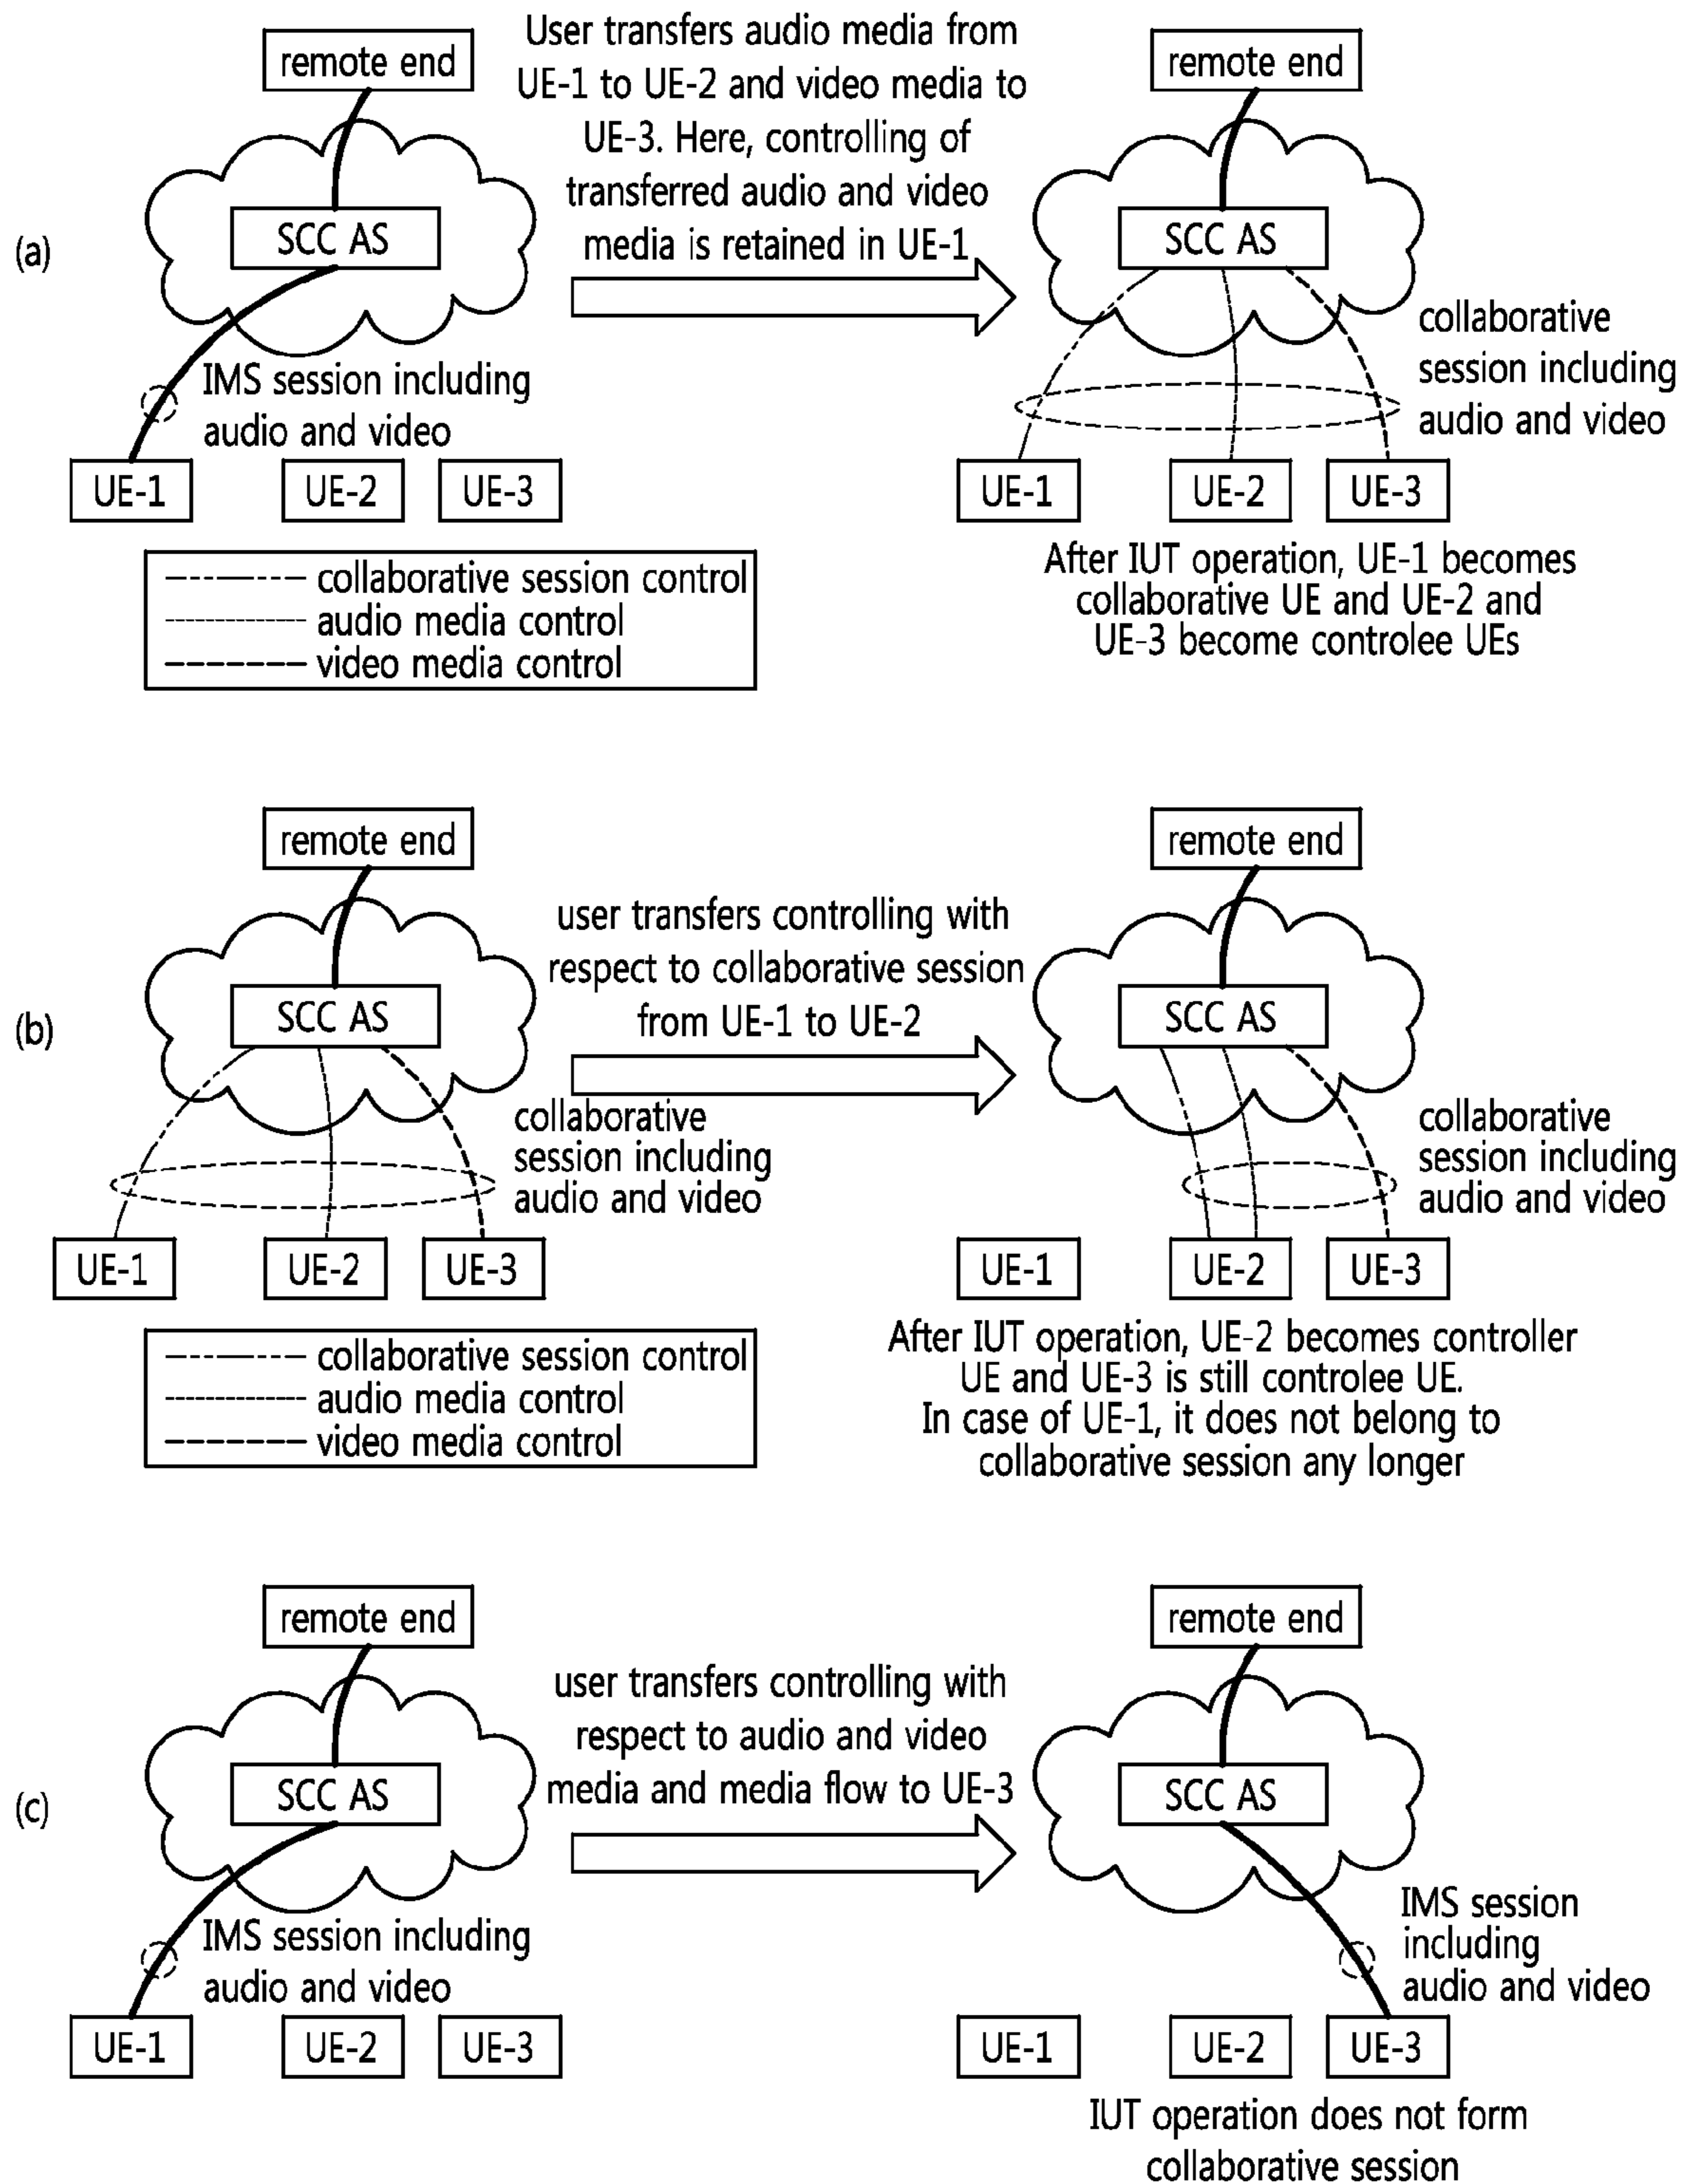 (a)
remote end
User transfers audio media from
UE-1 to UE-2 and video media to
UE-3. Here, controlling of
transferred audio and video
media is retained in UE-1
remote end
SCC AS
SCC AS
IMS session including
audio and video
collaborative
session including
audio and video
UE-1
UE-2
UE-3
UE-1
UE-2
UE-3
collaborative session control
audio media control
video media control
After IUT operation, UE-1 becomes
collaborative UE and UE-2 and
UE-3 become controlee UEs
(b)
remote end
user transfers controlling with
respect to collaborative session
from UE-1 to UE-2
remote end
SCC AS
SCC AS
collaborative
session including
audio and video
collaborative
session including
audio and video
UE-1
UE-2
UE-3
UE-1
UE-2
UE-3
collaborative session control
audio media control
video media control
After IUT operation, UE-2 becomes controller
UE and UE-3 is still controlee UE.
In case of UE-1, it does not belong to
collaborative session any longer
(c)
remote end
user transfers controlling with
respect to audio and video
media and media flow to UE-3
remote end
SCC AS
SCC AS
IMS session including
audio and video
IMS session
including
audio and video
UE-1
UE-2
UE-3
UE-1
UE-2
UE-3
IUT operation does not form
collaborative session